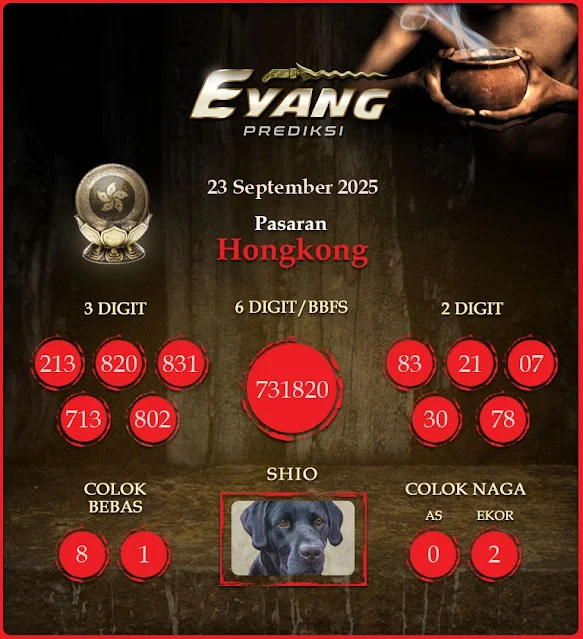 EYANG
PREDIKSI
23 September 2025
Pasaran
Hongkong
3 DIGIT
213 820 831
713 802
6 DIGIT/BBFS
731820
2 DIGIT
83 21 07
30 78
COLOK
BEBAS
8 1
SHIO
COLOK NAGA
AS EKOR
0 2